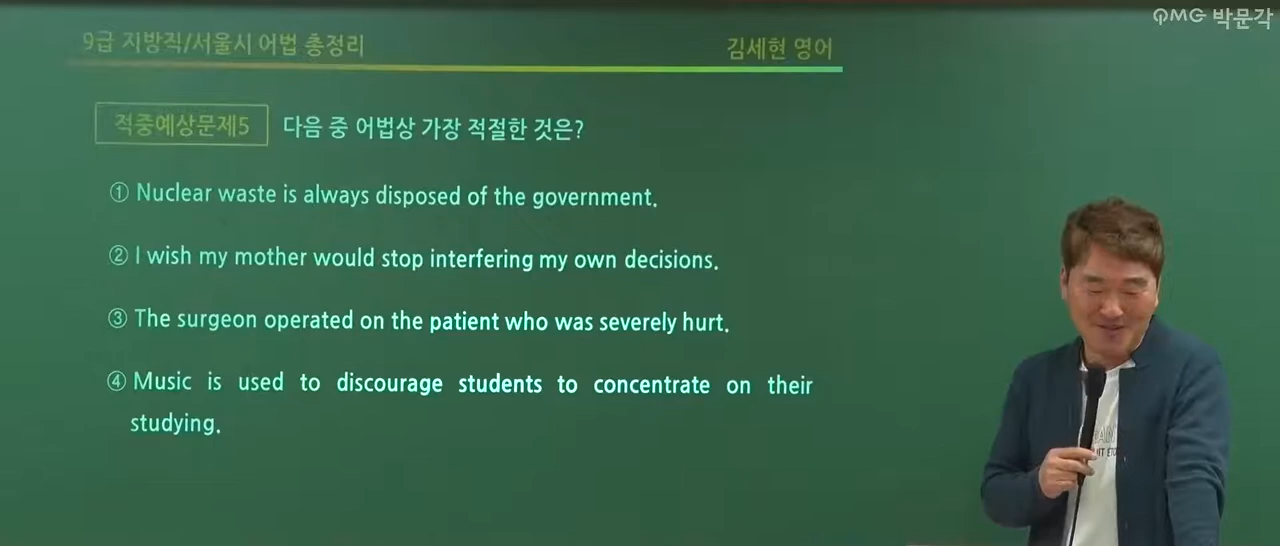 QMG 박문각
9급 지방직/서울시 어법 총정리
김세현 영어
적중예상문제5 다음 중 어법상 가장 적절한 것은?
① Nuclear waste is always disposed of the government.
② I wish my mother would stop interfering my own decisions.
③ The surgeon operated on the patient who was severely hurt.
④ Music is used to discourage students to concentrate on their
studying.